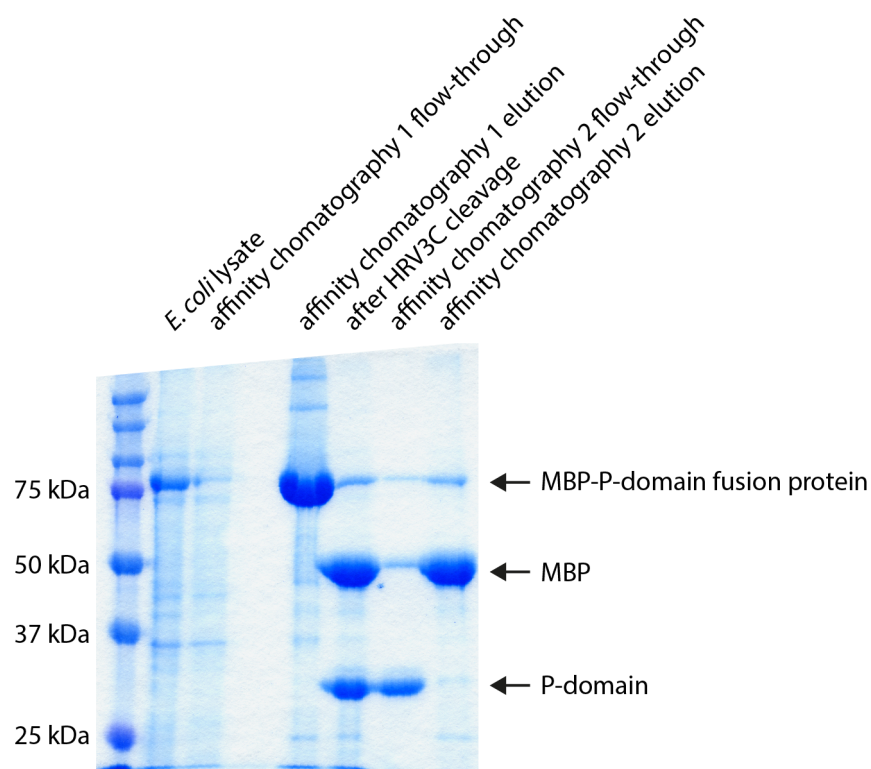 E. coli lysate
affinity chomatography 1 flow-through
affinity chomatography 1 elution
after HRV3C cleavage
affinity chomatography 2 flow-through
affinity chomatography 2 elution
75 kDa
MBP-P-domain fusion protein
50 kDa
MBP
37 kDa
P-domain
25 kDa